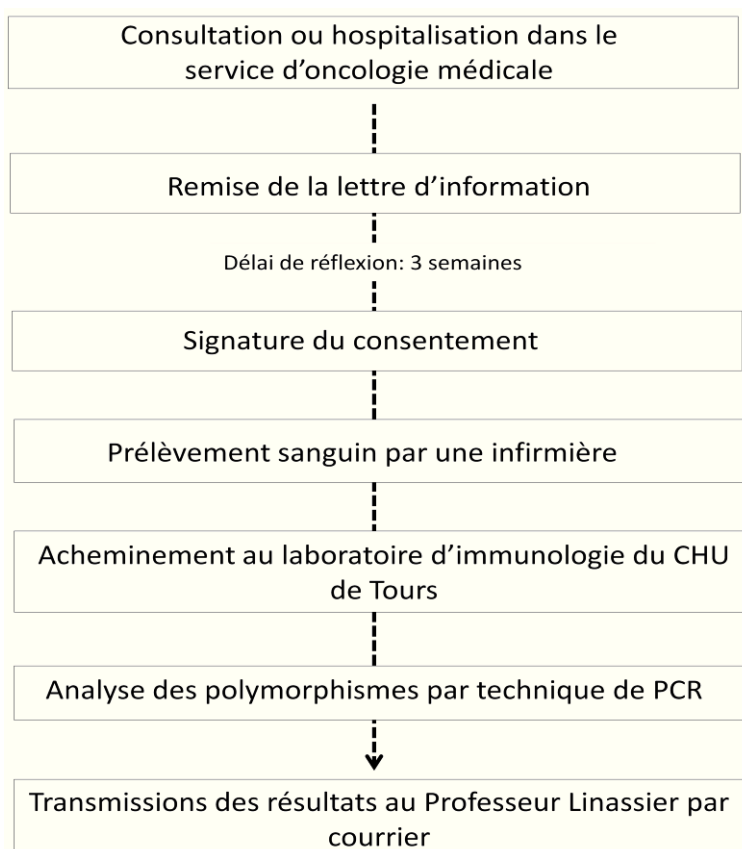 Consultation ou hospitalisation dans le
service d’oncologie médicale
Remise de la lettre d’information
Délai de réflexion: 3 semaines
Signature du consentement
Prélèvement sanguin par une infirmière
Acheminement au laboratoire d’immunologie du CHU
de Tours
Analyse des polymorphismes par technique de PCR
Transmissions des résultats au Professeur Linassier par
courrier